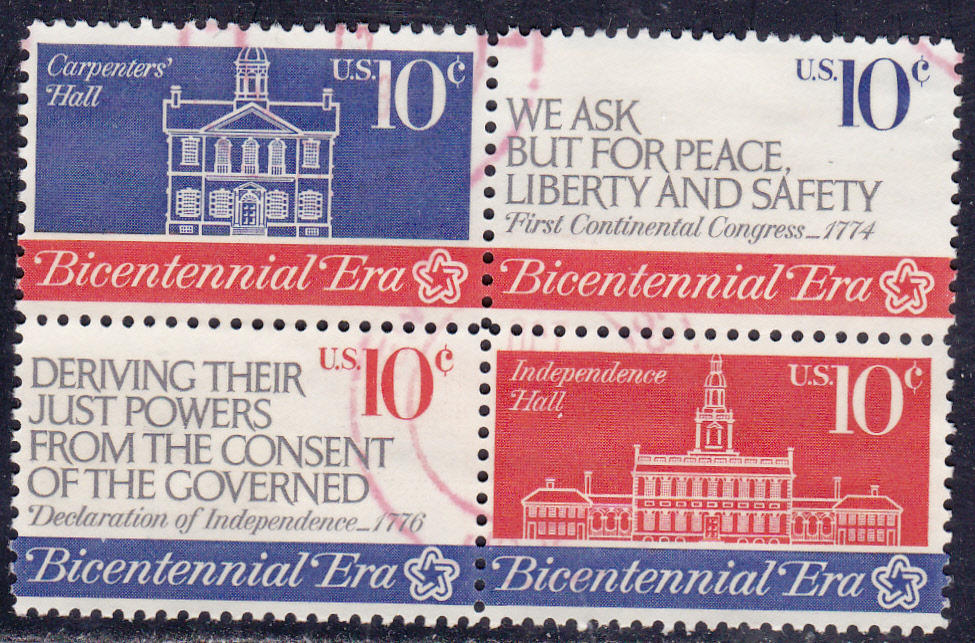 Carpenters'
Hall
U.S. 10¢
Bicentennial Era
U.S. 10¢
WE ASK
BUT FOR PEACE,
LIBERTY AND SAFETY
First Continental Congress_1774
Bicentennial Era
U.S. 10¢
DERIVING THEIR
JUST POWERS
FROM THE CONSENT
OF THE GOVERNED
Declaration of Independence_1776
Bicentennial Era
Independence
Hall
U.S. 10¢
Bicentennial Era